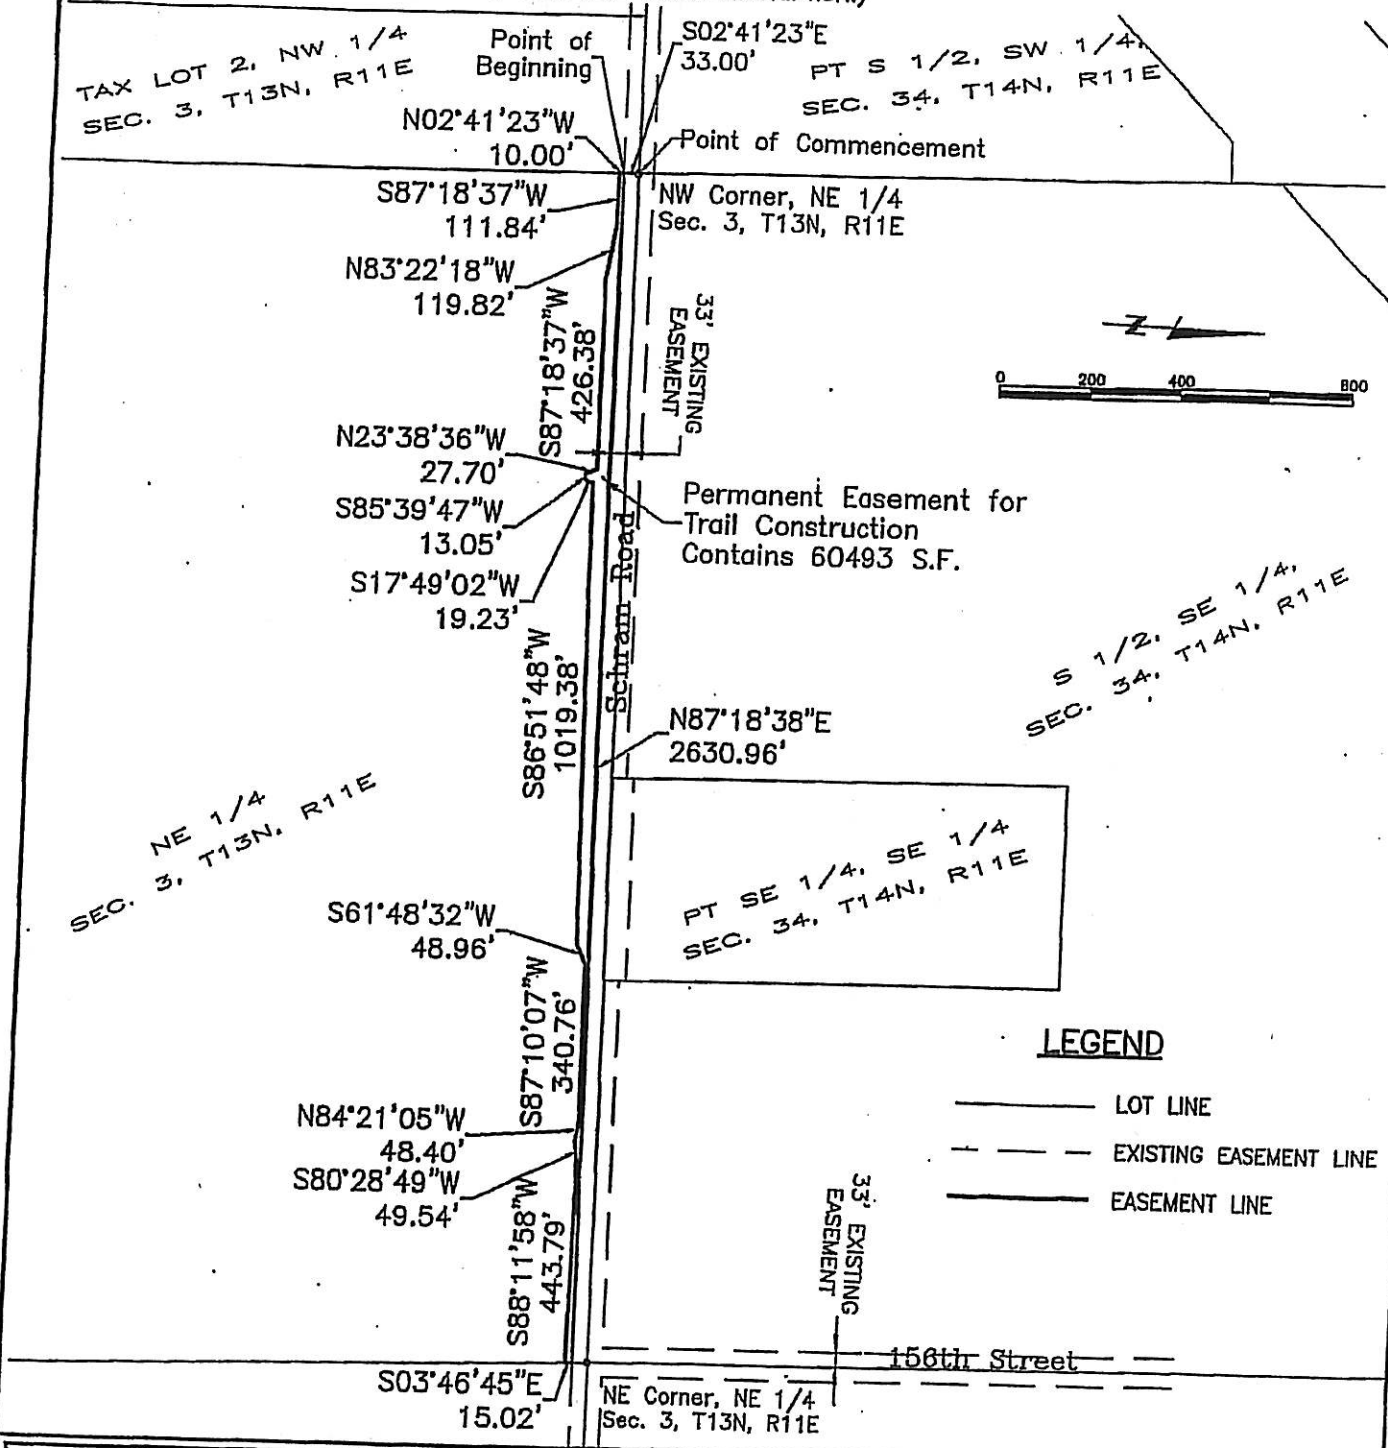 Point of
Beginning
S02°41'23"E
33.00'
TAX LOT 2, NW 1/4
SEC. 3, T13N, R11E
PT S 1/2, SW 1/4,
SEC. 34, T14N, R11E
N02°41'23"W
10.00'
Point of Commencement
S87°18'37"W
111.84'
NW Corner, NE 1/4
Sec. 3, T13N, R11E
N83°22'18"W
119.82'
S87°18'37"W
426.38'
33' EXISTING
EASEMENT
Z
0 200 400 800
N23°38'36"W
27.70'
S85°39'47"W
13.05'
Permanent Easement for
Trail Construction
Contains 60493 S.F.
S17°49'02"W
19.23'
Schram Road
S 1/2, SE 1/4,
SEC. 34, T14N, R11E
S86°51'48"W
1019.38'
N87°18'38"E
2630.96'
NE 1/4
SEC. 3, T13N, R11E
PT SE 1/4, SE 1/4
SEC. 34, T14N, R11E
S61°48'32"W
48.96'
S87°10'07"W
340.76'
LEGEND
LOT LINE
EXISTING EASEMENT LINE
EASEMENT LINE
N84°21'05"W
48.40'
S80°28'49"W
49.54'
S88°11'58"W
443.79'
33' EXISTING
EASEMENT
156th Street
S03°46'45"E
15.02'
NE Corner, NE 1/4
Sec. 3, T13N, R11E